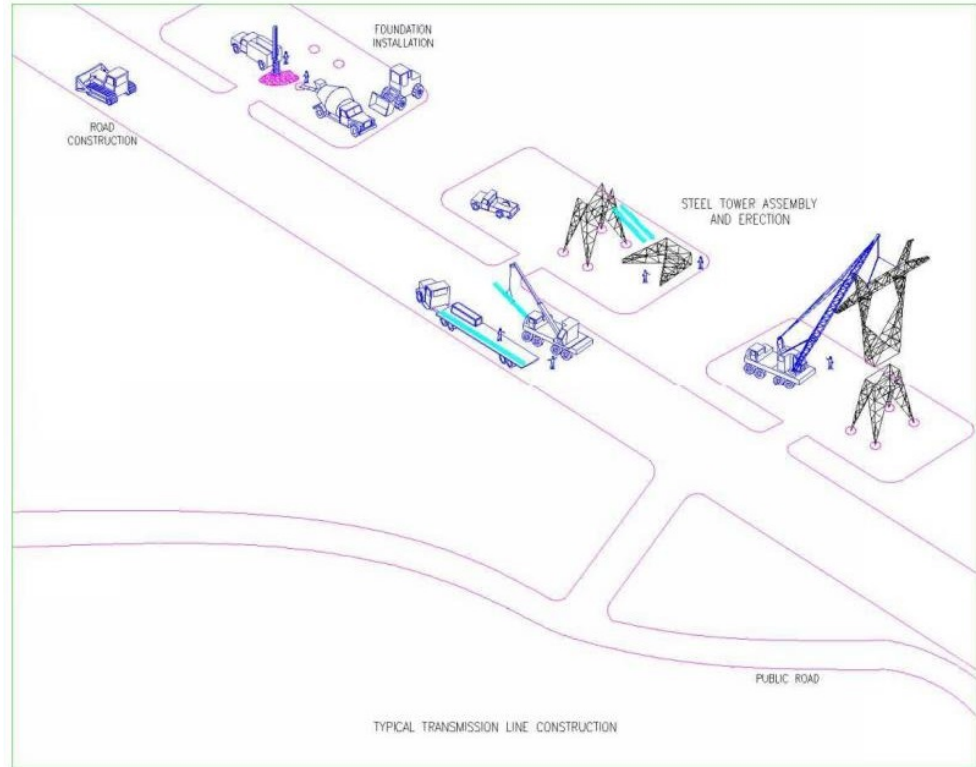 FOUNDATION
INSTALLATION
ROAD
CONSTRUCTION
STEEL TOWER ASSEMBLY
AND ERECTION
PUBLIC ROAD
TYPICAL TRANSMISSION LINE CONSTRUCTION